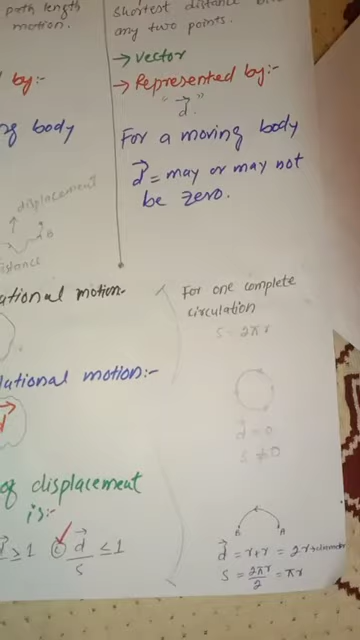 path length
motion.
shortest distance
any two points.
→ Vector
by:-
→ Represented by:-
"d⃗."
body
For a moving body
d⃗ = may or may not
be zero.
displacement
B
distance
motion-
For one complete
circulation
S = 2πr
motion:-
d⃗ = 0
S ≠ 0
of displacement
is:-
≥ 1 c d⃗/S ≤ 1
B A
d⃗ = r+r = 2r
S = 2πr/2 = πr